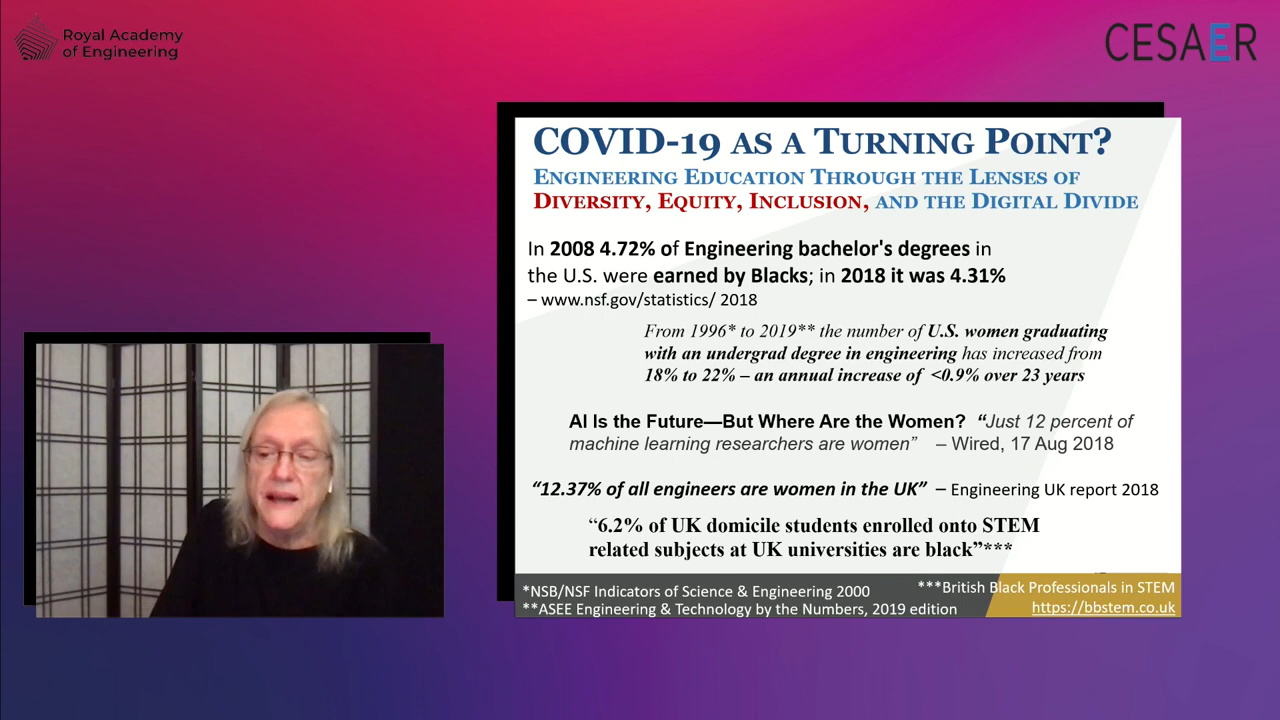 Royal Academy
of Engineering
CESAER
COVID-19 AS A TURNING POINT?
ENGINEERING EDUCATION THROUGH THE LENSES OF
DIVERSITY, EQUITY, INCLUSION, AND THE DIGITAL DIVIDE
In 2008 4.72% of Engineering bachelor's degrees in
the U.S. were earned by Blacks; in 2018 it was 4.31%
– www.nsf.gov/statistics/ 2018
From 1996* to 2019** the number of U.S. women graduating
with an undergrad degree in engineering has increased from
18% to 22% – an annual increase of <0.9% over 23 years
AI Is the Future—But Where Are the Women? “Just 12 percent of
machine learning researchers are women” – Wired, 17 Aug 2018
“12.37% of all engineers are women in the UK” – Engineering UK report 2018
“6.2% of UK domicile students enrolled onto STEM
related subjects at UK universities are black”***
*NSB/NSF Indicators of Science & Engineering 2000
**ASEE Engineering & Technology by the Numbers, 2019 edition
***British Black Professionals in STEM
https://bbstem.co.uk